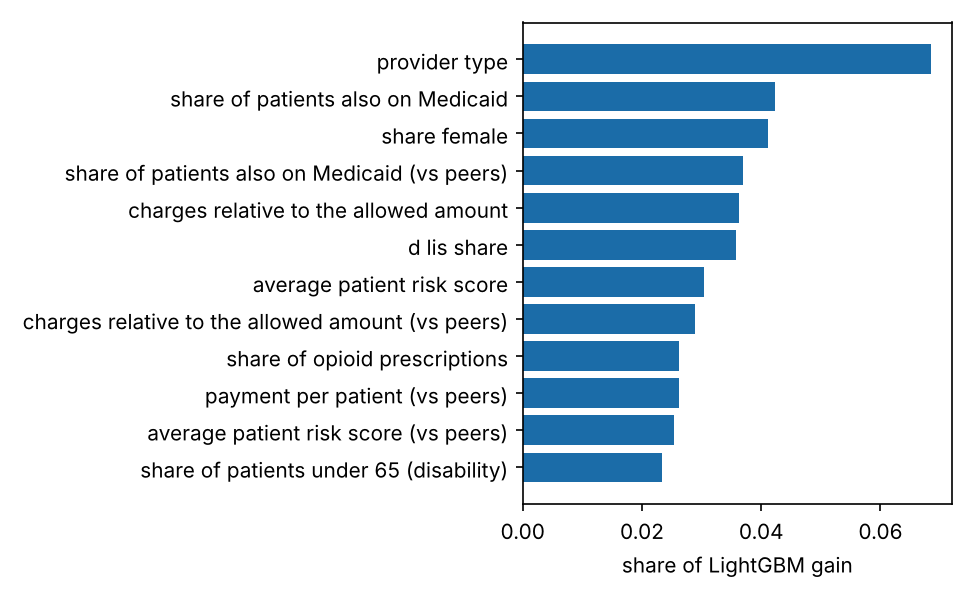 provider type
share of patients also on Medicaid
share female
share of patients also on Medicaid (vs peers)
charges relative to the allowed amount
d lis share
average patient risk score
charges relative to the allowed amount (vs peers)
share of opioid prescriptions
payment per patient (vs peers)
average patient risk score (vs peers)
share of patients under 65 (disability)
0.00 0.02 0.04 0.06
share of LightGBM gain